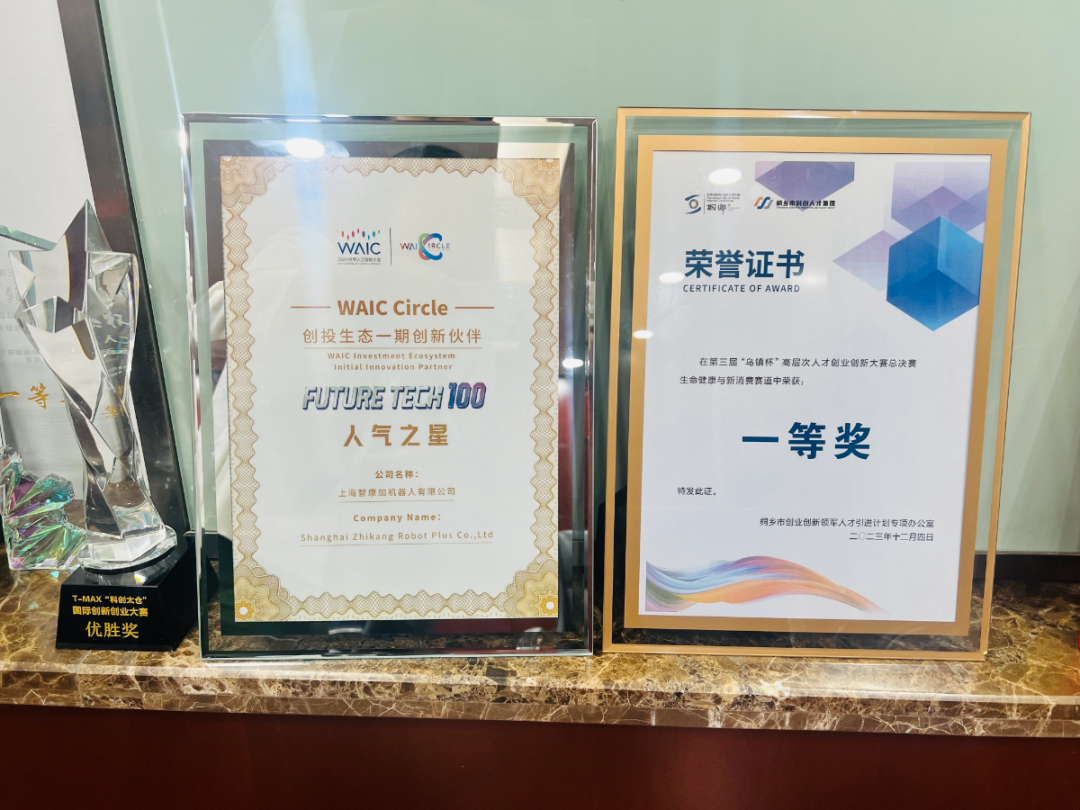 一等
T-MAX“科创太仓”
国际创新创业大赛
优胜奖
WAIC
WAIC CIRCLE
WAIC Circle
创投生态一期创新伙伴
WAIC Investment Ecosystem
Initial Innovation Partner
FUTURE TECH 100
人气之星
公司名称：
上海智康加机器人有限公司
Company Name:
Shanghai Zhikang Robot Plus Co.,Ltd
桐乡市科创人才集团
荣誉证书
CERTIFICATE OF AWARD
在第三届“乌镇杯”高层次人才创业创新大赛总决赛
生命健康与新消费赛道中荣获：
一等奖
特发此证。
桐乡市创业创新领军人才引进计划专项办公室
二〇二三年十二月四日